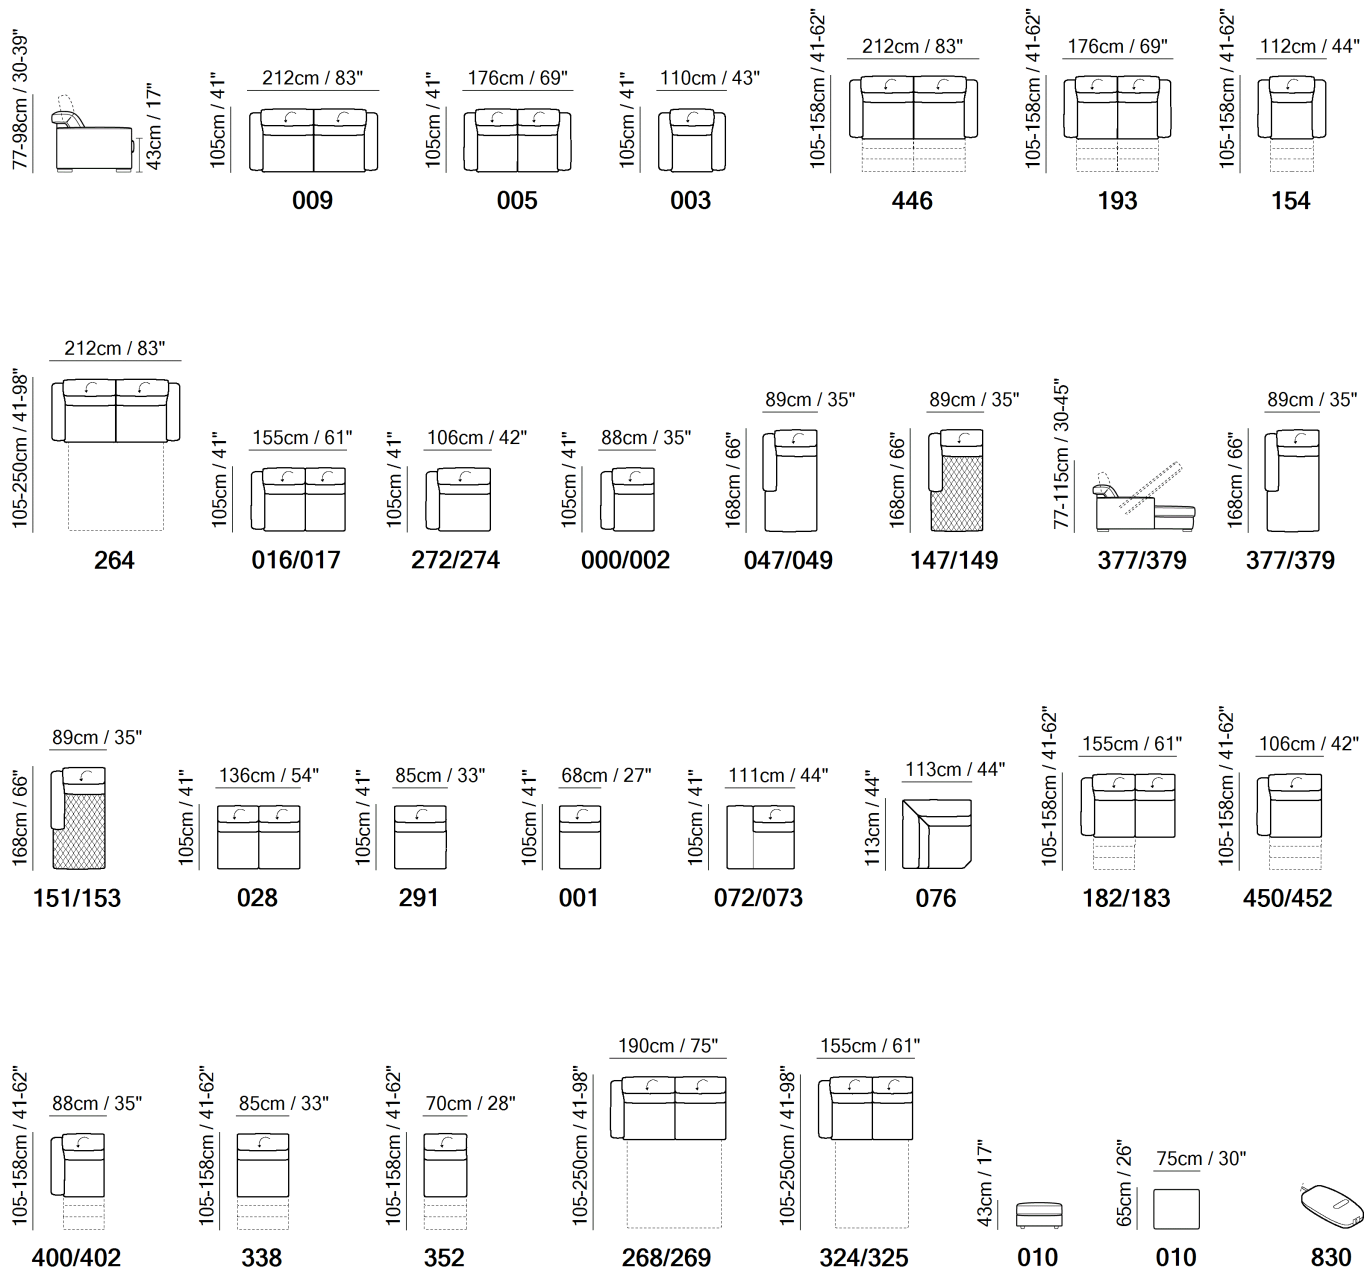 77-98cm / 30-39"
43cm / 17"
105cm / 41"
212cm / 83"
009
105cm / 41"
176cm / 69"
005
105cm / 41"
110cm / 43"
003
105-158cm / 41-62"
212cm / 83"
446
105-158cm / 41-62"
176cm / 69"
193
105-158cm / 41-62"
112cm / 44"
154
105-250cm / 41-98"
212cm / 83"
264
105cm / 41"
155cm / 61"
016/017
105cm / 41"
106cm / 42"
272/274
105cm / 41"
88cm / 35"
000/002
168cm / 66"
89cm / 35"
047/049
168cm / 66"
89cm / 35"
147/149
77-115cm / 30-45"
377/379
168cm / 66"
89cm / 35"
377/379
168cm / 66"
89cm / 35"
151/153
105cm / 41"
136cm / 54"
028
105cm / 41"
85cm / 33"
291
105cm / 41"
68cm / 27"
001
105cm / 41"
111cm / 44"
072/073
113cm / 44"
113cm / 44"
076
105-158cm / 41-62"
155cm / 61"
182/183
105-158cm / 41-62"
106cm / 42"
450/452
105-158cm / 41-62"
88cm / 35"
400/402
105-158cm / 41-62"
85cm / 33"
338
105-158cm / 41-62"
70cm / 28"
352
105-250cm / 41-98"
190cm / 75"
268/269
105-250cm / 41-98"
155cm / 61"
324/325
43cm / 17"
010
65cm / 26"
75cm / 30"
010
830